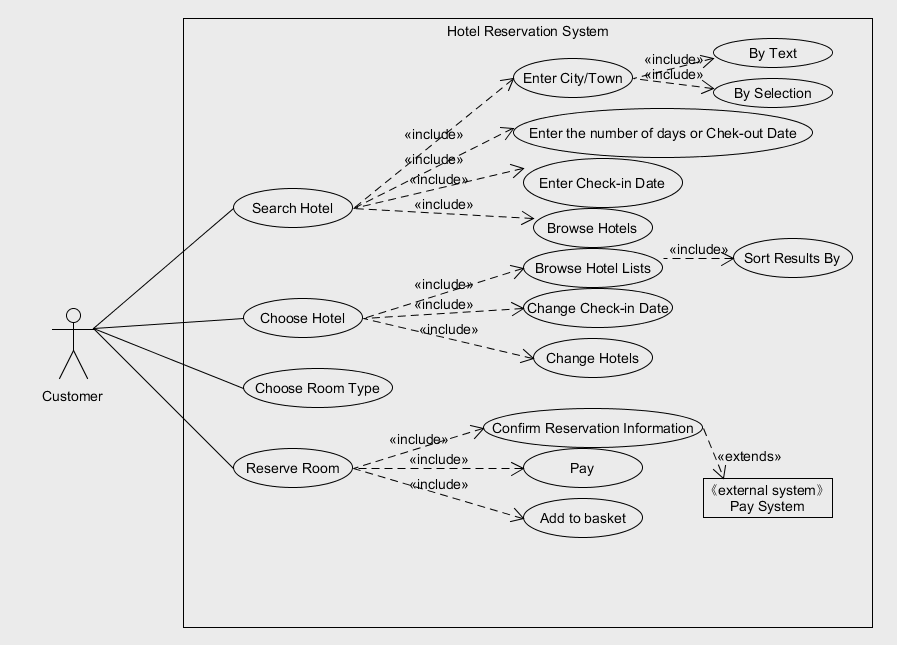 Hotel Reservation System
«include»
By Text
Enter City/Town
«include»
By Selection
«include»
Enter the number of days or Chek-out Date
«include»
«include»
Enter Check-in Date
Search Hotel
«include»
Browse Hotels
«include»
Browse Hotel Lists
Sort Results By
«include»
«include»
Change Check-in Date
Choose Hotel
«include»
Change Hotels
Customer
Choose Room Type
Confirm Reservation Information
«include»
«extends»
«include»
Reserve Room
Pay
«include»
《external system》
Pay System
Add to basket